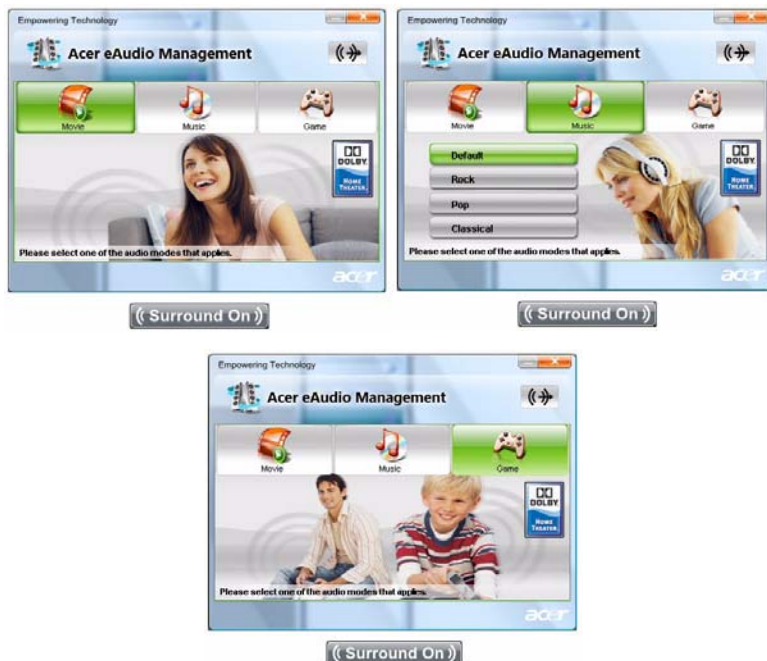 Empowering Technology
Acer eAudio Management
Movie
Music
Game
DOLBY
HOME THEATER
Please select one of the audio modes that applies.
acer
(( Surround On ))
Empowering Technology
Acer eAudio Management
Movie
Music
Game
Default
Rock
Pop
Classical
DOLBY
HOME THEATER
Please select one of the audio modes that applies.
acer
(( Surround On ))
Empowering Technology
Acer eAudio Management
Movie
Music
Game
DOLBY
HOME THEATER
Please select one of the audio modes that applies.
acer
(( Surround On ))